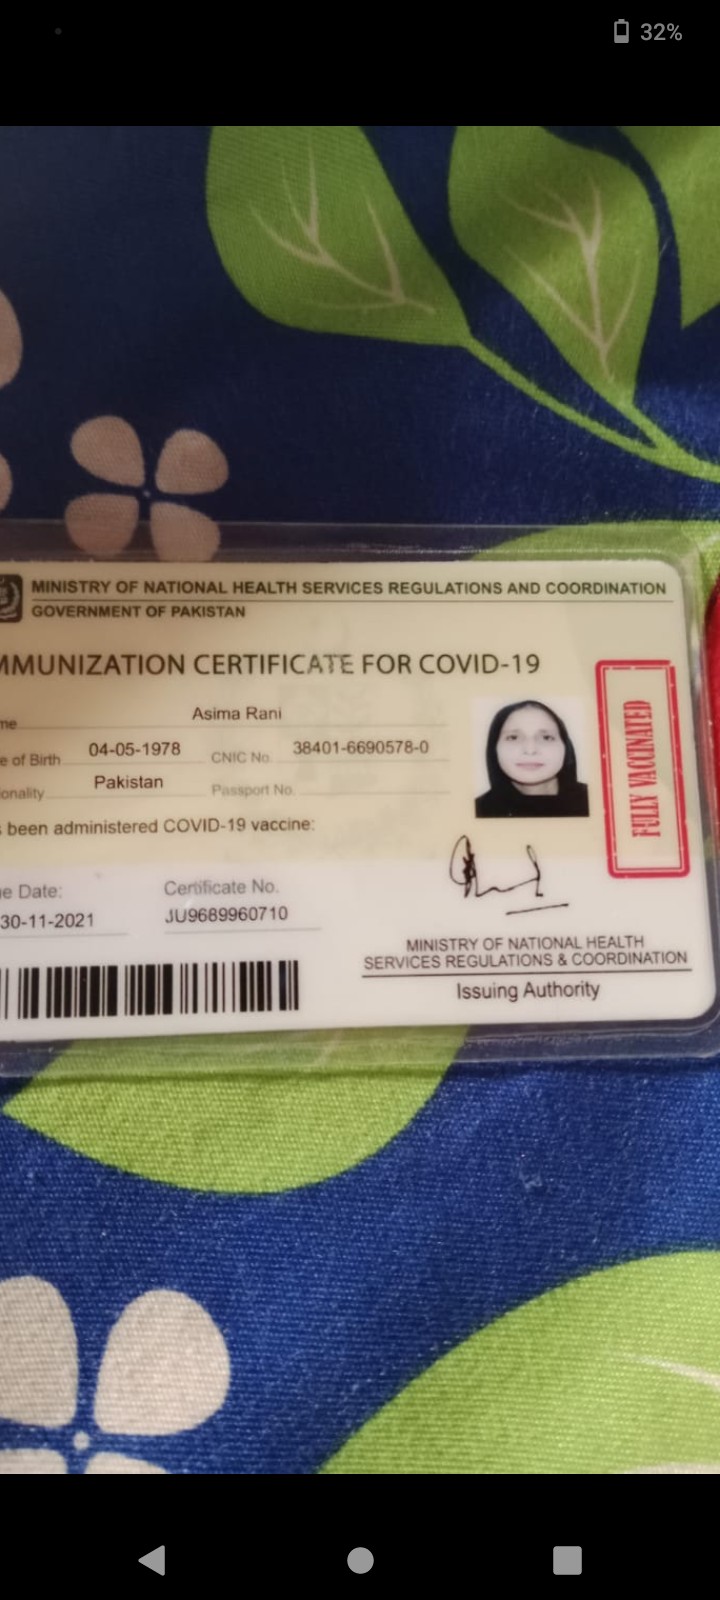 32%
MINISTRY OF NATIONAL HEALTH SERVICES REGULATIONS AND COORDINATION
GOVERNMENT OF PAKISTAN
MMUNIZATION CERTIFICATE FOR COVID-19
me Asima Rani
e of Birth 04-05-1978 CNIC No. 38401-6690578-0
onality Pakistan Passport No.
s been administered COVID-19 vaccine:
FULLY VACCINATED
ne Date: Certificate No.
30-11-2021 JU9689960710
MINISTRY OF NATIONAL HEALTH
SERVICES REGULATIONS & COORDINATION
Issuing Authority